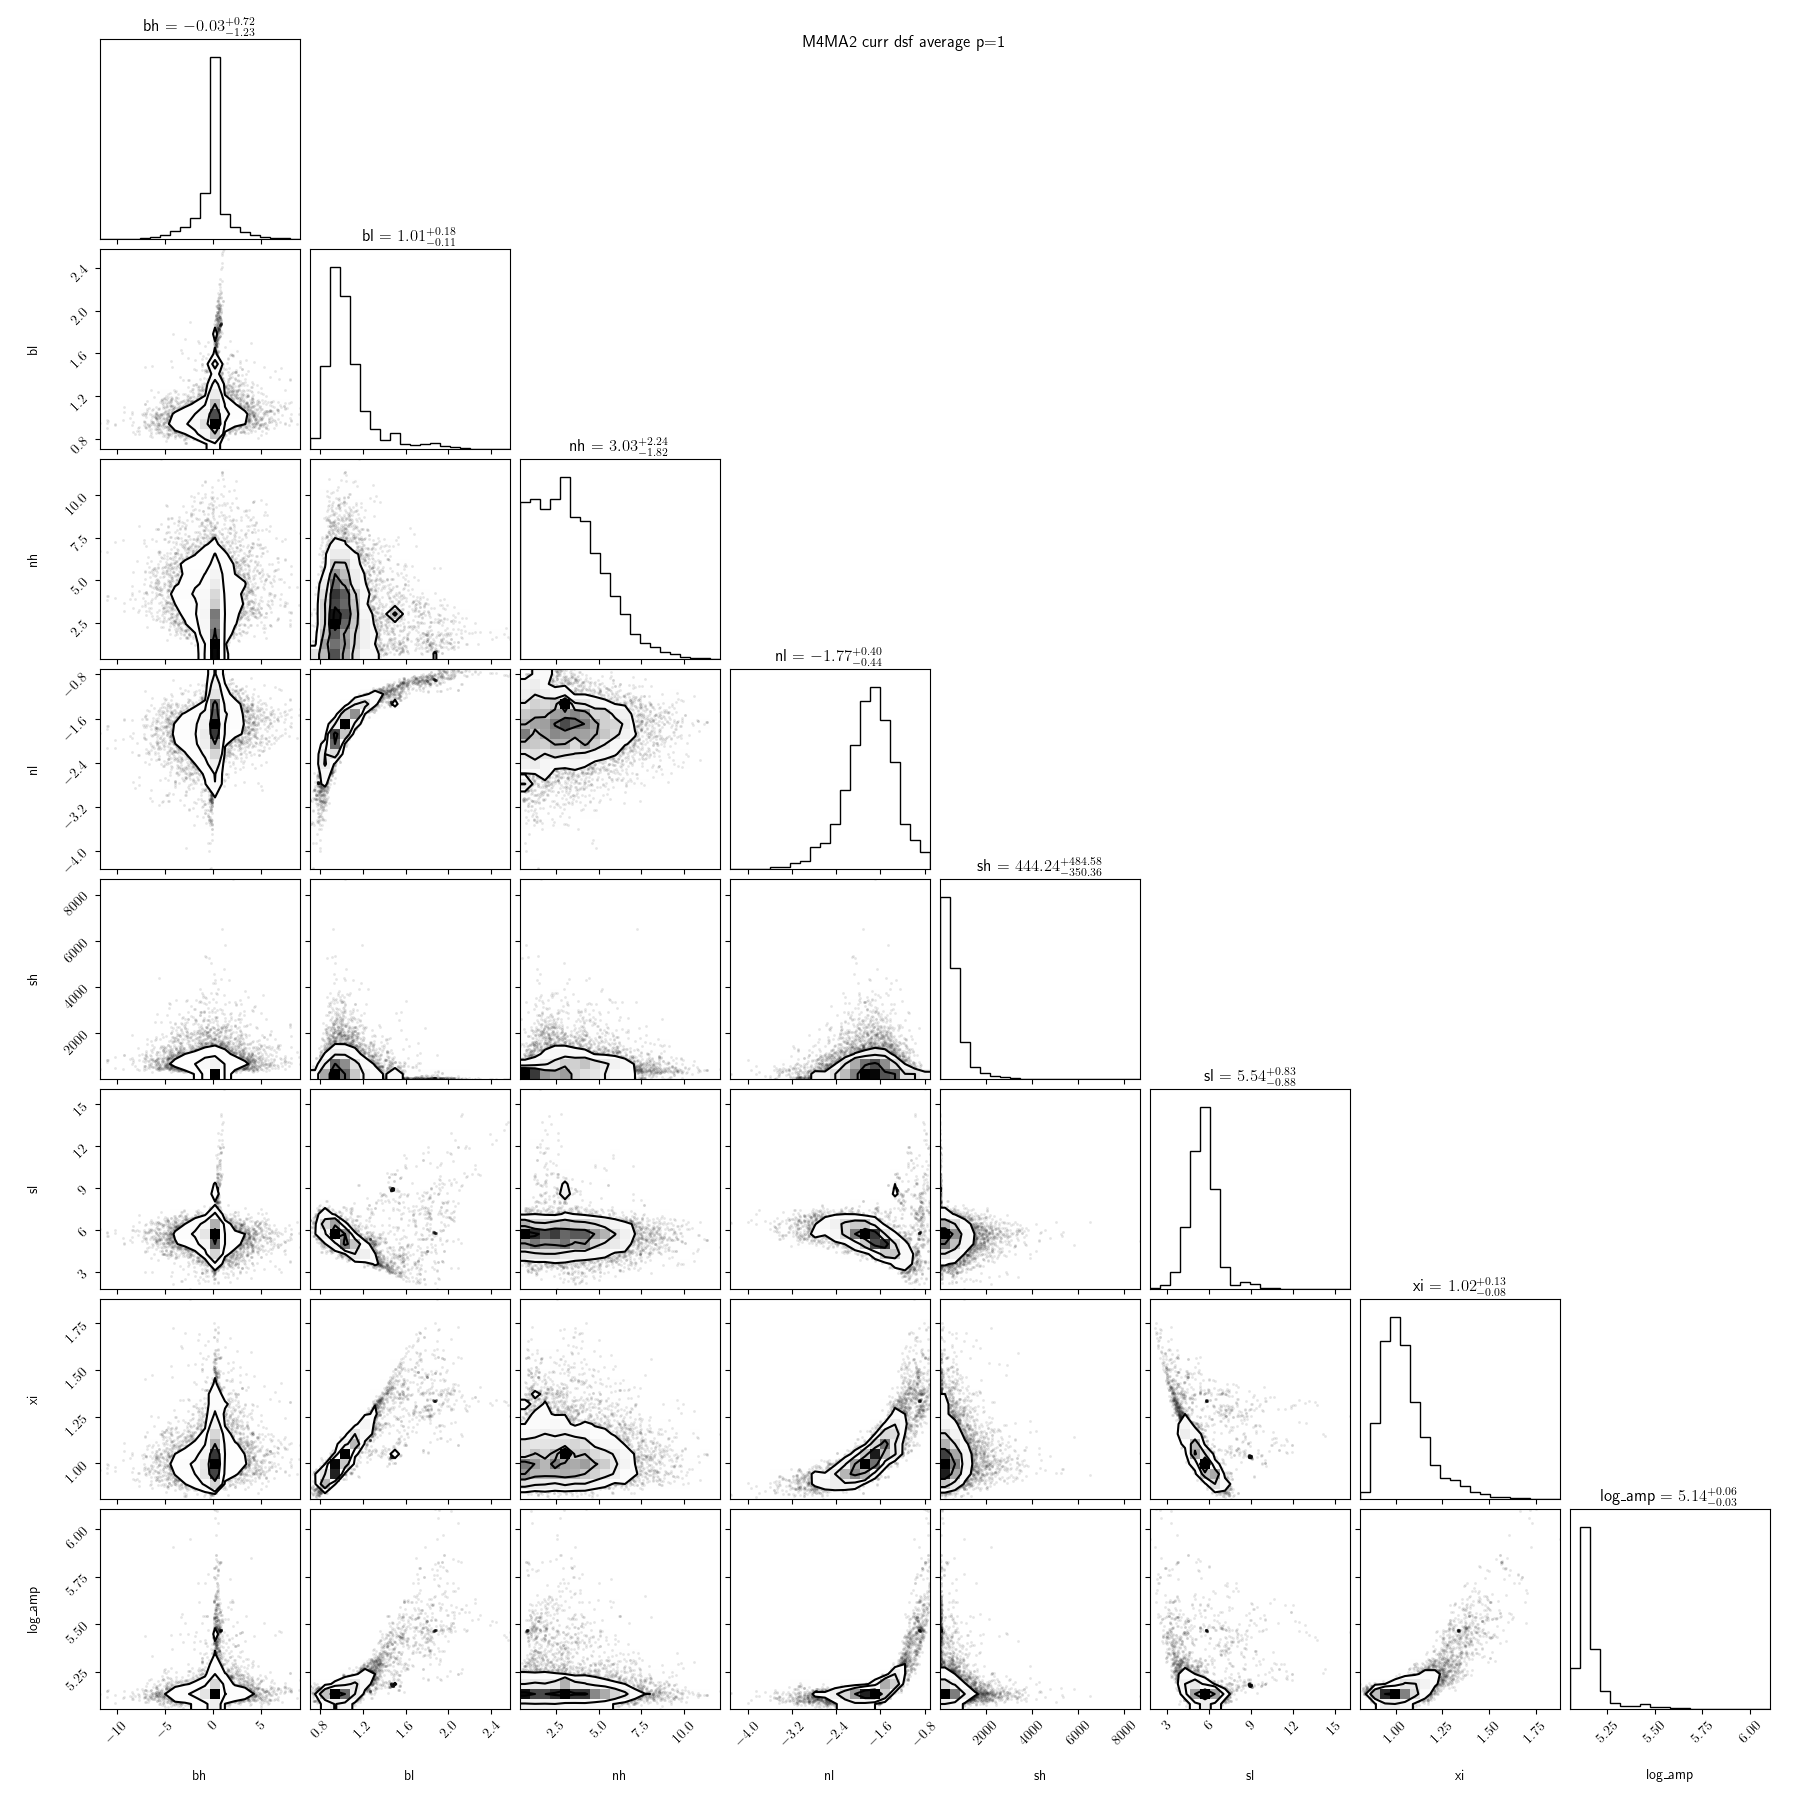 bh = −0.03+0.72 −1.23
M4MA2 curr dsf average p=1
bl = 1.01+0.18 −0.11
2.4
2.0
1.6
1.2
0.8
bl
nh = 3.03+2.24 −1.82
10.0
7.5
5.0
2.5
nh
nl = −1.77+0.40 −0.44
−0.8
−1.6
−2.4
−3.2
−4.0
nl
sh = 444.24+484.58 −350.36
8000
6000
4000
2000
sh
sl = 5.54+0.83 −0.88
15
12
9
6
3
sl
xi = 1.02+0.13 −0.08
1.75
1.50
1.25
1.00
xi
log_amp = 5.14+0.06 −0.03
6.00
5.75
5.50
5.25
log_amp
−10 −5 0 5
0.8 1.2 1.6 2.0 2.4
2.5 5.0 7.5 10.0
−4.0 −3.2 −2.4 −1.6 −0.8
2000 4000 6000 8000
3 6 9 12 15
1.00 1.25 1.50 1.75
5.25 5.50 5.75 6.00
bh bl nh nl sh sl xi log_amp